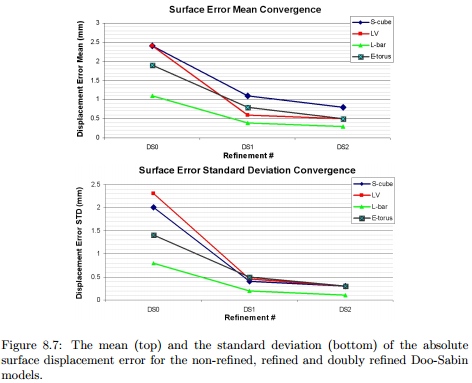 Surface Error Mean Convergence
Displacement Error Mean (mm)
3
2.5
2
1.5
1
0.5
0
DS0 DS1 DS2
Refinement #
S-cube
LV
L-bar
E-torus
Surface Error Standard Deviation Convergence
Displacement Error STD (mm)
2.5
2
1.5
1
0.5
0
DS0 DS1 DS2
Refinement #
S-cube
LV
L-bar
E-torus
Figure 8.7: The mean (top) and the standard deviation (bottom) of the absolute
surface displacement error for the non-refined, refined and doubly refined Doo-Sabin
models.